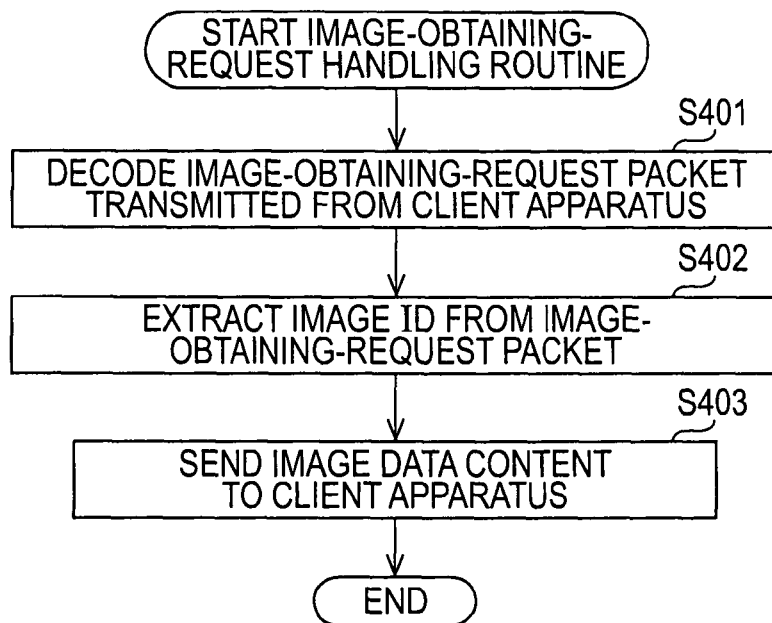 START IMAGE-OBTAINING-
REQUEST HANDLING ROUTINE
S401
DECODE IMAGE-OBTAINING-REQUEST PACKET
TRANSMITTED FROM CLIENT APPARATUS
S402
EXTRACT IMAGE ID FROM IMAGE-
OBTAINING-REQUEST PACKET
S403
SEND IMAGE DATA CONTENT
TO CLIENT APPARATUS
END